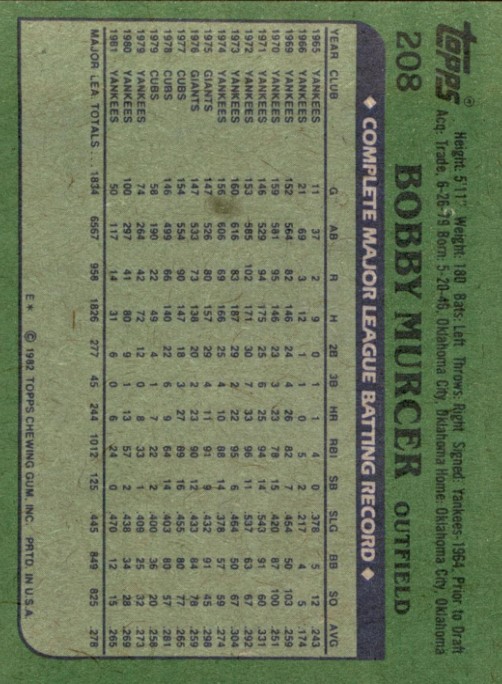 topps®
208 BOBBY MURCER OUTFIELD
Height: 5'11" Weight: 180 Bats: Left Throws: Right Signed: Yankees-1964, Prior to Draft
Acq: Trade, 6-26-79 Born: 5-20-46, Oklahoma City, Oklahoma Home: Oklahoma City, Oklahoma
◆ COMPLETE MAJOR LEAGUE BATTING RECORD ◆
YEAR CLUB G AB R H 2B 3B HR RBI SB SLG BB SO AVG
1965 YANKEES 11 37 2 9 0 1 1 4 0 .378 5 12 .243
1966 YANKEES 21 69 3 12 1 1 0 5 2 .217 4 5 .174
1969 YANKEES 152 564 82 146 24 4 26 82 7 .454 50 103 .259
1970 YANKEES 159 581 95 146 23 3 23 78 15 .420 87 100 .251
1971 YANKEES 146 529 94 175 25 6 25 94 14 .543 91 60 .331
1972 YANKEES 153 585 102 171 30 7 33 96 11 .537 63 67 .292
1973 YANKEES 160 616 83 187 29 2 22 95 6 .464 50 67 .304
1974 YANKEES 156 606 69 166 25 4 10 88 14 .378 57 59 .274
1975 GIANTS 147 526 80 157 29 4 11 91 9 .432 91 45 .298
1976 GIANTS 147 533 73 138 20 2 23 90 12 .433 84 78 .259
1977 CUBS 154 554 90 147 18 3 27 89 16 .455 80 77 .265
1978 CUBS 146 499 66 140 22 6 9 64 14 .403 80 57 .281
1979 CUBS 58 190 22 49 4 1 7 22 2 .400 36 20 .258
1979 YANKEES 74 264 42 72 12 0 8 33 1 .409 25 32 .273
1980 YANKEES 100 297 41 80 9 1 13 57 2 .438 34 28 .269
1981 YANKEES 50 117 14 31 6 0 6 24 0 .470 12 15 .265
MAJOR LEA. TOTALS... 1834 6567 958 1826 277 45 244 1012 125 .445 849 825 .278
E* © 1982 TOPPS CHEWING GUM, INC. PRTD. IN U.S.A.